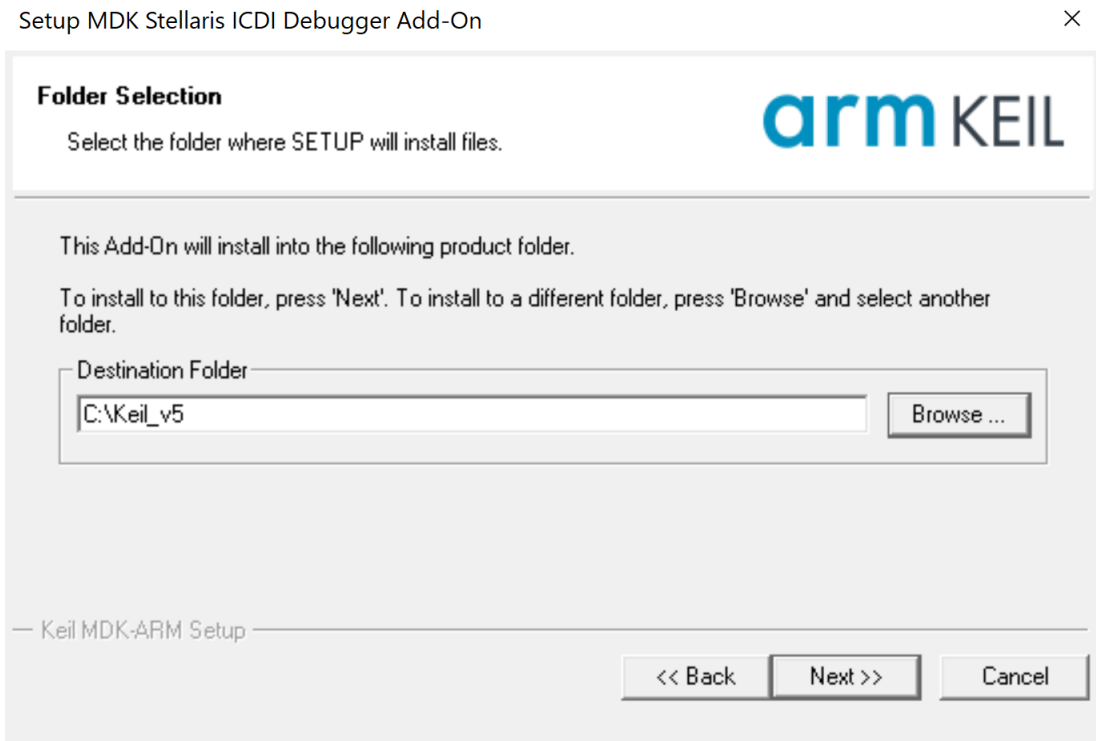 Setup MDK Stellaris ICDI Debugger Add-On
Folder Selection
Select the folder where SETUP will install files.
arm KEIL
This Add-On will install into the following product folder.
To install to this folder, press 'Next'. To install to a different folder, press 'Browse' and select another
folder.
Destination Folder
C:\Keil_v5
Browse ...
Keil MDK-ARM Setup
<< Back
Next >>
Cancel